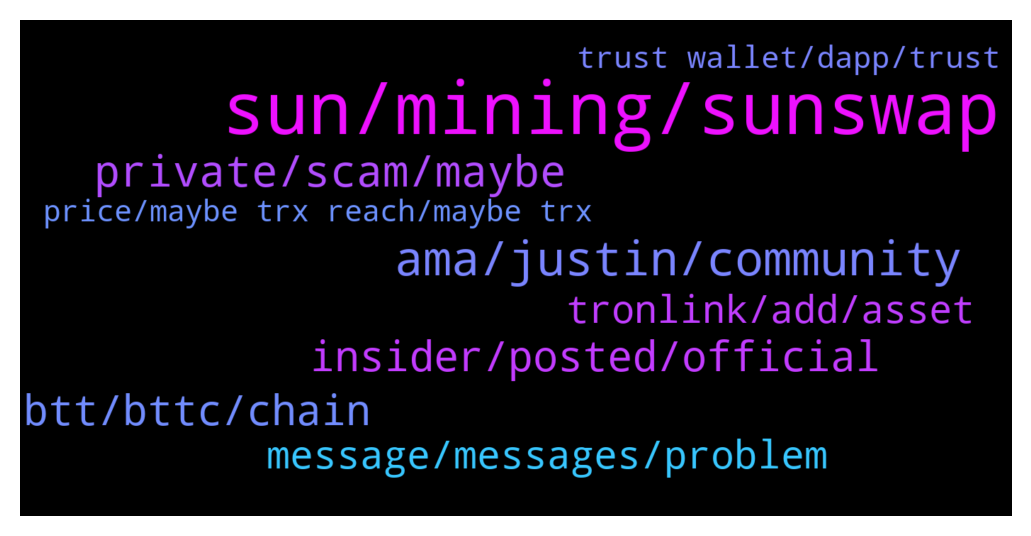 trust wallet/dapp/trust
sun/mining/sunswap
private/scam/maybe
price/maybe trx reach/maybe trx
ama/justin/community
tronlink/add/asset
insider/posted/official
btt/bttc/chain
message/messages/problem